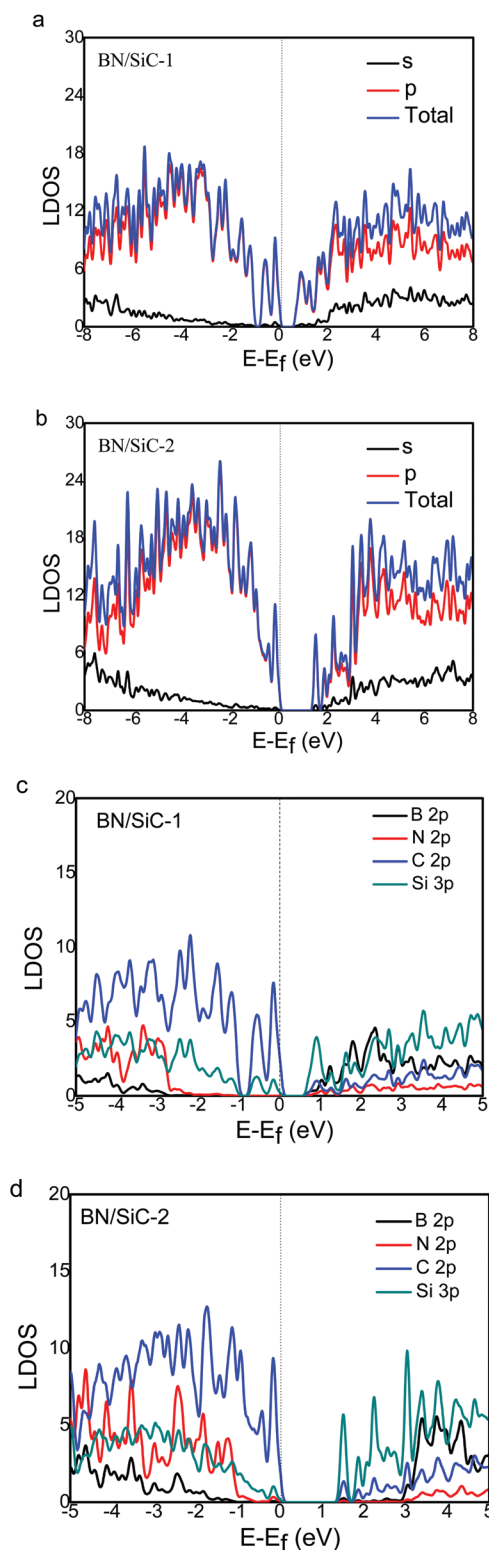 a
BN/SiC-1
s
p
Total
LDOS
30
24
18
12
6
0
-8 -6 -4 -2 0 2 4 6 8
E-Ef (eV)
b
BN/SiC-2
s
p
Total
LDOS
30
24
18
12
6
0
-8 -6 -4 -2 0 2 4 6 8
E-Ef (eV)
c
BN/SiC-1
B 2p
N 2p
C 2p
Si 3p
LDOS
20
15
10
5
0
-5 -4 -3 -2 -1 0 1 2 3 4 5
E-Ef (eV)
d
BN/SiC-2
B 2p
N 2p
C 2p
Si 3p
LDOS
20
15
10
5
0
-5 -4 -3 -2 -1 0 1 2 3 4 5
E-Ef (eV)